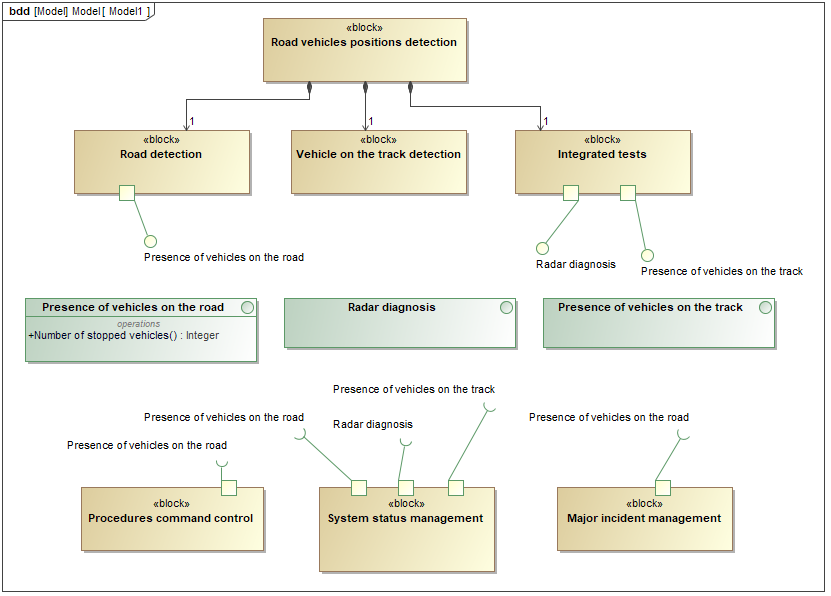 bdd [Model] Model[ Model1 ]
«block»
Road vehicles positions detection
1
1
1
«block»
Road detection
«block»
Vehicle on the track detection
«block»
Integrated tests
Presence of vehicles on the road
Radar diagnosis
Presence of vehicles on the track
Presence of vehicles on the road
operations
+Number of stopped vehicles() : Integer
Radar diagnosis
Presence of vehicles on the track
Presence of vehicles on the track
Presence of vehicles on the road
Radar diagnosis
Presence of vehicles on the road
Presence of vehicles on the road
«block»
Procedures command control
«block»
System status management
«block»
Major incident management